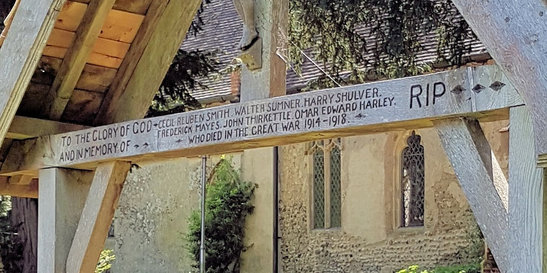 TO THE GLORY OF GOD
AND IN MEMORY OF
CECIL REUBEN SMITH. WALTER SUMNER. HARRY SHULVER.
FREDERICK MAYES. JOHN THIRKETTLE. OMAR EDWARD HARLEY.
WHO DIED IN THE GREAT WAR 1914-1918.
RIP